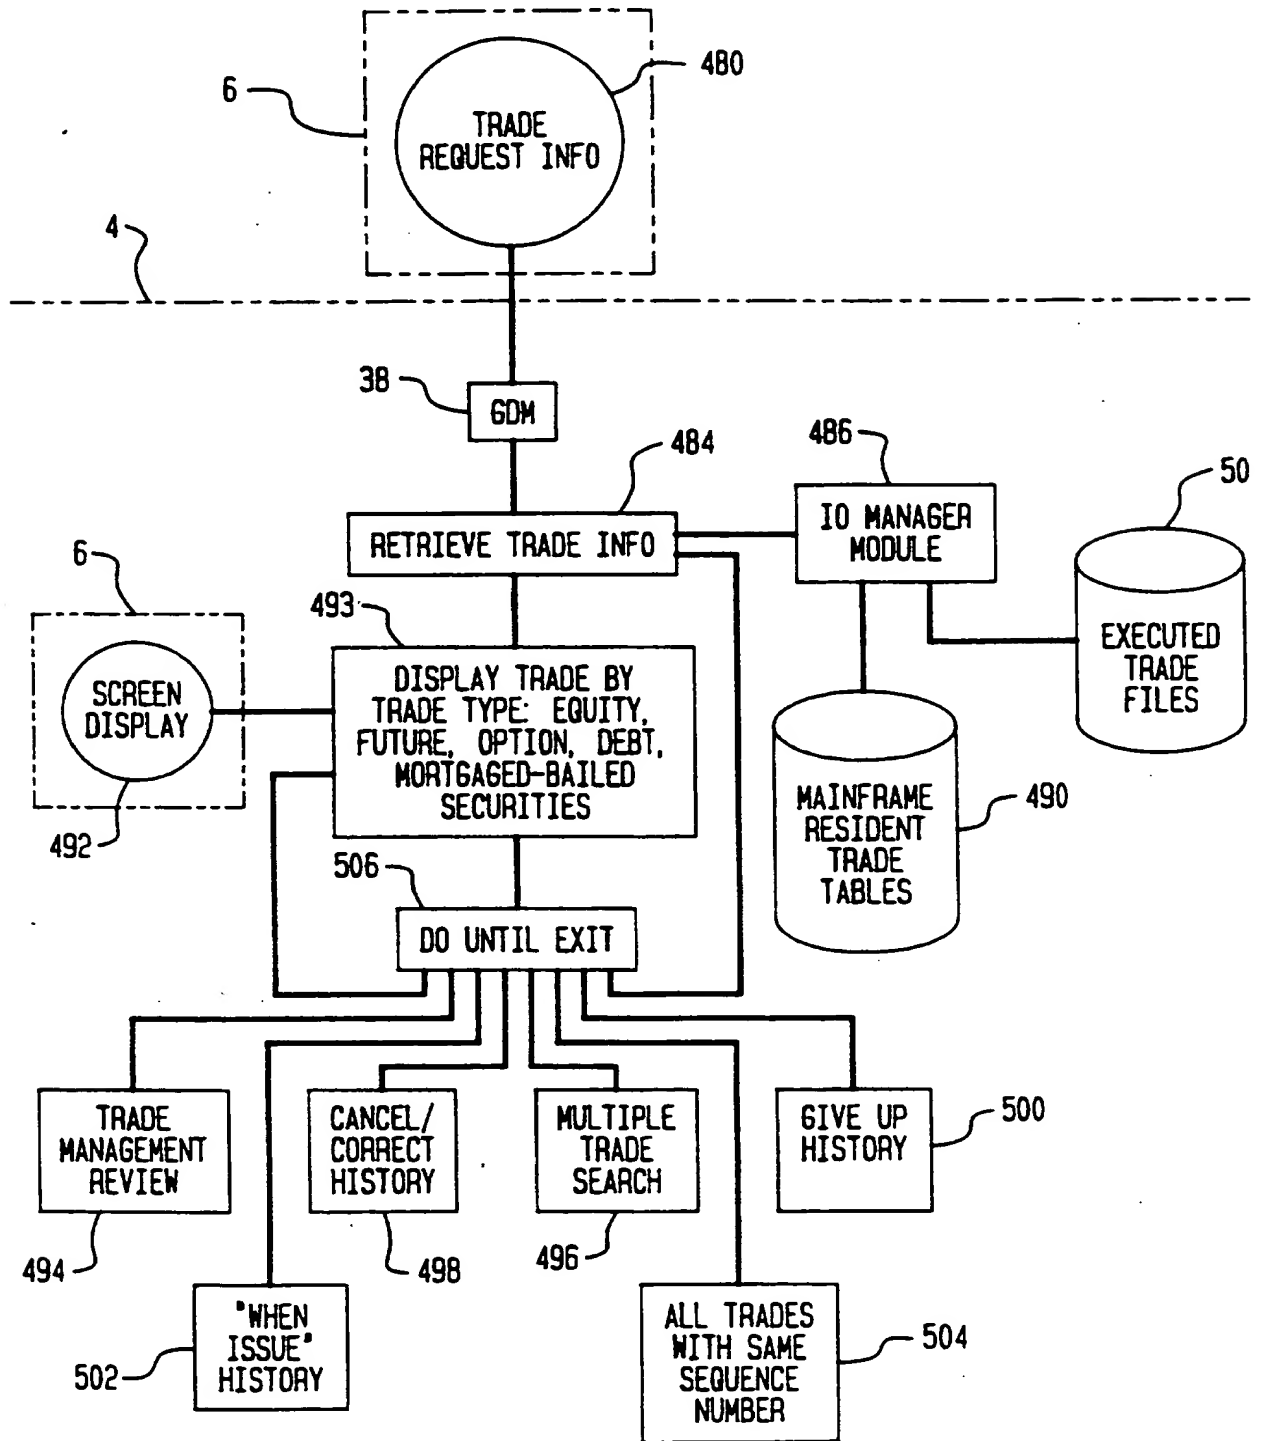 480
6
TRADE
REQUEST INFO
4
38
GDM
484
486
50
RETRIEVE TRADE INFO
IO MANAGER
MODULE
6
493
EXECUTED
TRADE
FILES
SCREEN
DISPLAY
DISPLAY TRADE BY
TRADE TYPE: EQUITY,
FUTURE, OPTION, DEBT,
MORTGAGED-BAILED
SECURITIES
MAINFRAME
RESIDENT
TRADE
TABLES
490
492
506
DO UNTIL EXIT
TRADE
MANAGEMENT
REVIEW
CANCEL/
CORRECT
HISTORY
MULTIPLE
TRADE
SEARCH
GIVE UP
HISTORY
500
494
498
496
"WHEN
ISSUE"
HISTORY
502
ALL TRADES
WITH SAME
SEQUENCE
NUMBER
504